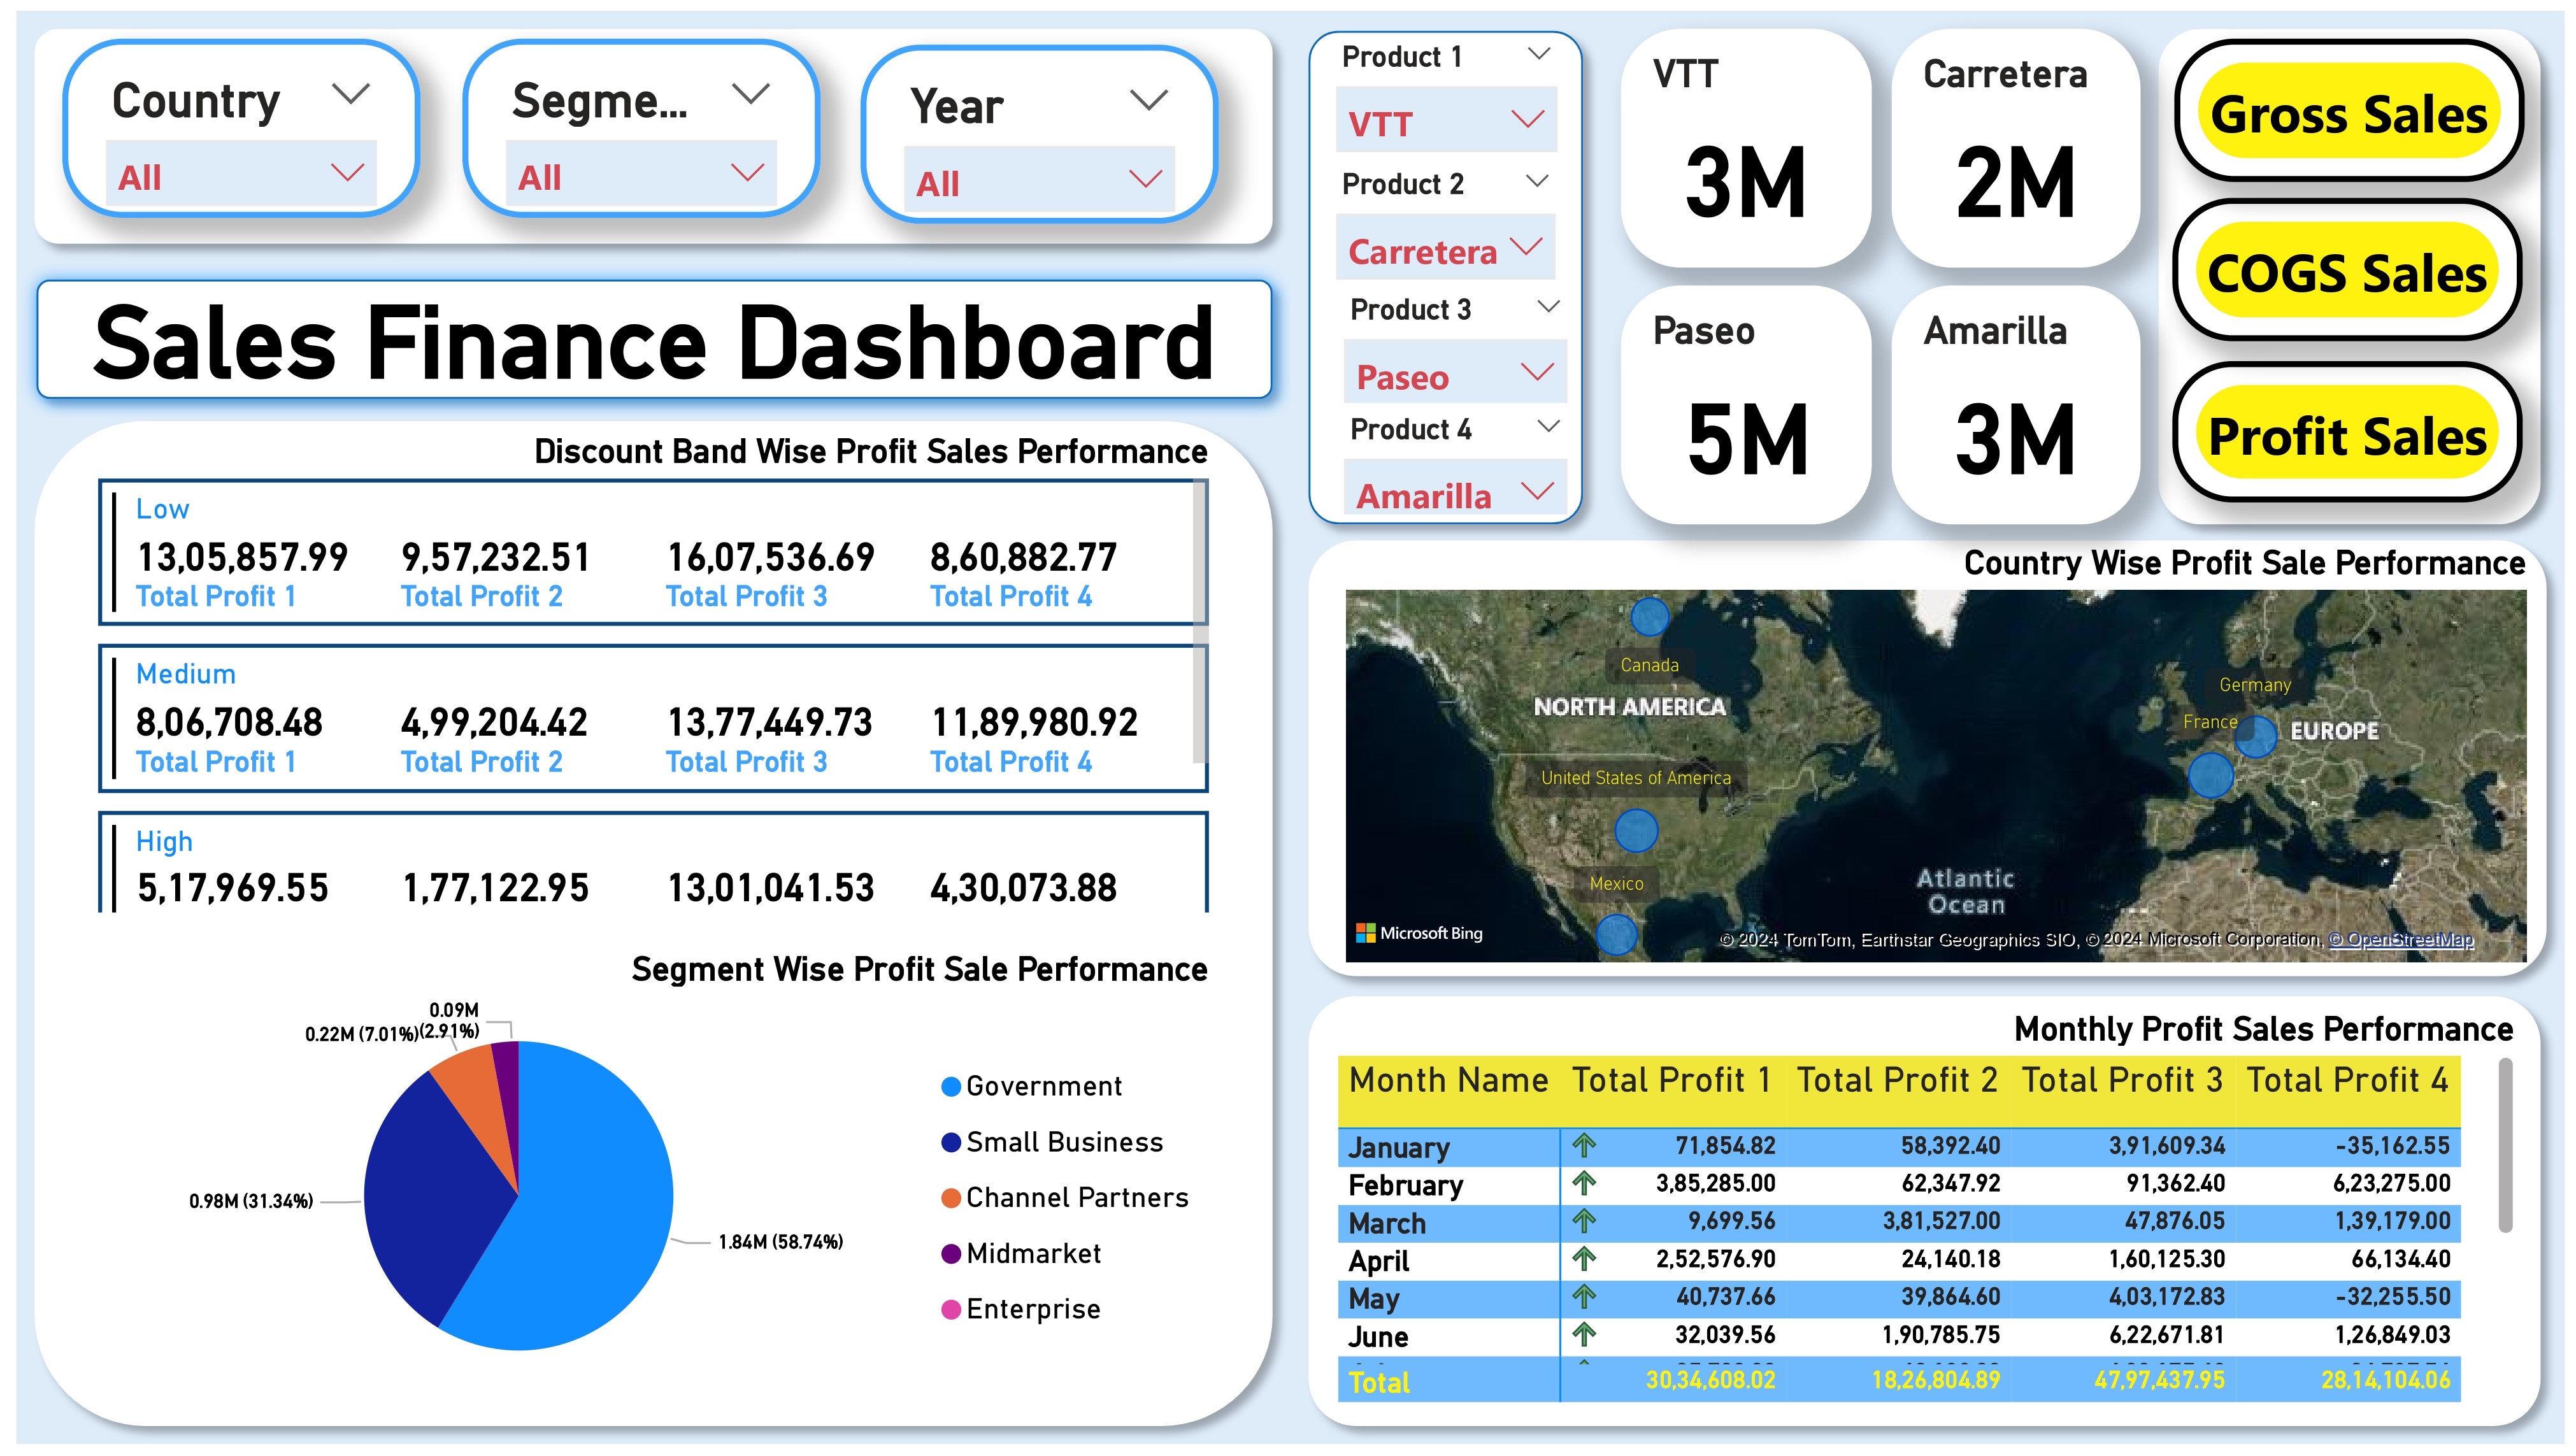 Country
All
Segme...
All
Year
All
Sales Finance Dashboard
Product 1
VTT
Product 2
Carretera
Product 3
Paseo
Product 4
Amarilla
VTT
3M
Carretera
2M
Paseo
5M
Amarilla
3M
Gross Sales
COGS Sales
Profit Sales
Discount Band Wise Profit Sales Performance
Low
13,05,857.99 9,57,232.51 16,07,536.69 8,60,882.77
Total Profit 1 Total Profit 2 Total Profit 3 Total Profit 4
Medium
8,06,708.48 4,99,204.42 13,77,449.73 11,89,980.92
Total Profit 1 Total Profit 2 Total Profit 3 Total Profit 4
High
5,17,969.55 1,77,122.95 13,01,041.53 4,30,073.88
Segment Wise Profit Sale Performance
0.09M
(2.91%)
0.22M (7.01%)
0.98M (31.34%)
1.84M (58.74%)
Government
Small Business
Channel Partners
Midmarket
Enterprise
Country Wise Profit Sale Performance
Canada
NORTH AMERICA
United States of America
Mexico
Germany
France
EUROPE
Atlantic
Ocean
Microsoft Bing
© 2024 TomTom, Earthstar Geographics SIO, © 2024 Microsoft Corporation, © OpenStreetMap
Monthly Profit Sales Performance
Month Name Total Profit 1 Total Profit 2 Total Profit 3 Total Profit 4
January 71,854.82 58,392.40 3,91,609.34 -35,162.55
February 3,85,285.00 62,347.92 91,362.40 6,23,275.00
March 9,699.56 3,81,527.00 47,876.05 1,39,179.00
April 2,52,576.90 24,140.18 1,60,125.30 66,134.40
May 40,737.66 39,864.60 4,03,172.83 -32,255.50
June 32,039.56 1,90,785.75 6,22,671.81 1,26,849.03
Total 30,34,608.02 18,26,804.89 47,97,437.95 28,14,104.06